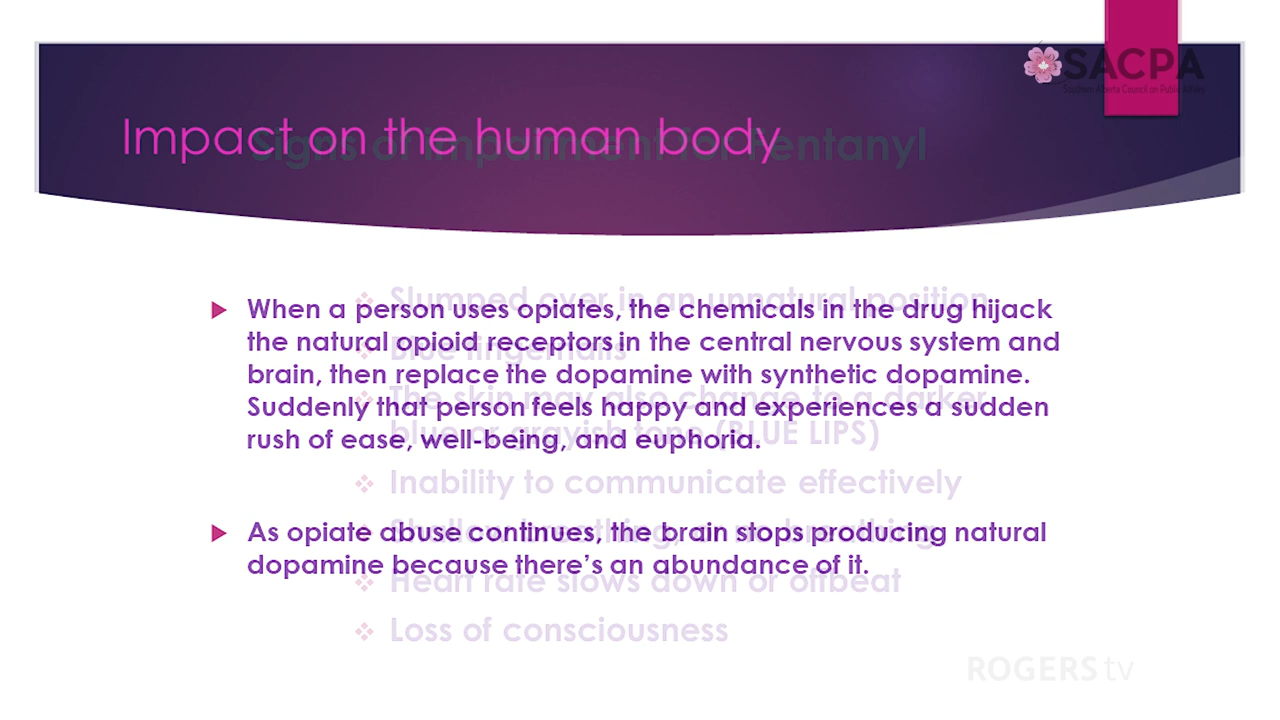 SACPA
Southern Alberta Council on Public Affairs
Impact on the human body
Signs of impairment for Fentanyl
When a person uses opiates, the chemicals in the drug hijack
the natural opioid receptors in the central nervous system and
brain, then replace the dopamine with synthetic dopamine.
Suddenly that person feels happy and experiences a sudden
rush of ease, well-being, and euphoria.
As opiate abuse continues, the brain stops producing natural
dopamine because there's an abundance of it.
Slumped over in an unnatural position
Blue fingernails
The skin may also change to a darker
blue or grayish tone (BLUE LIPS)
Inability to communicate effectively
Shallow breathing, or no breathing
Heart rate slows down or offbeat
Loss of consciousness
ROGERS tv